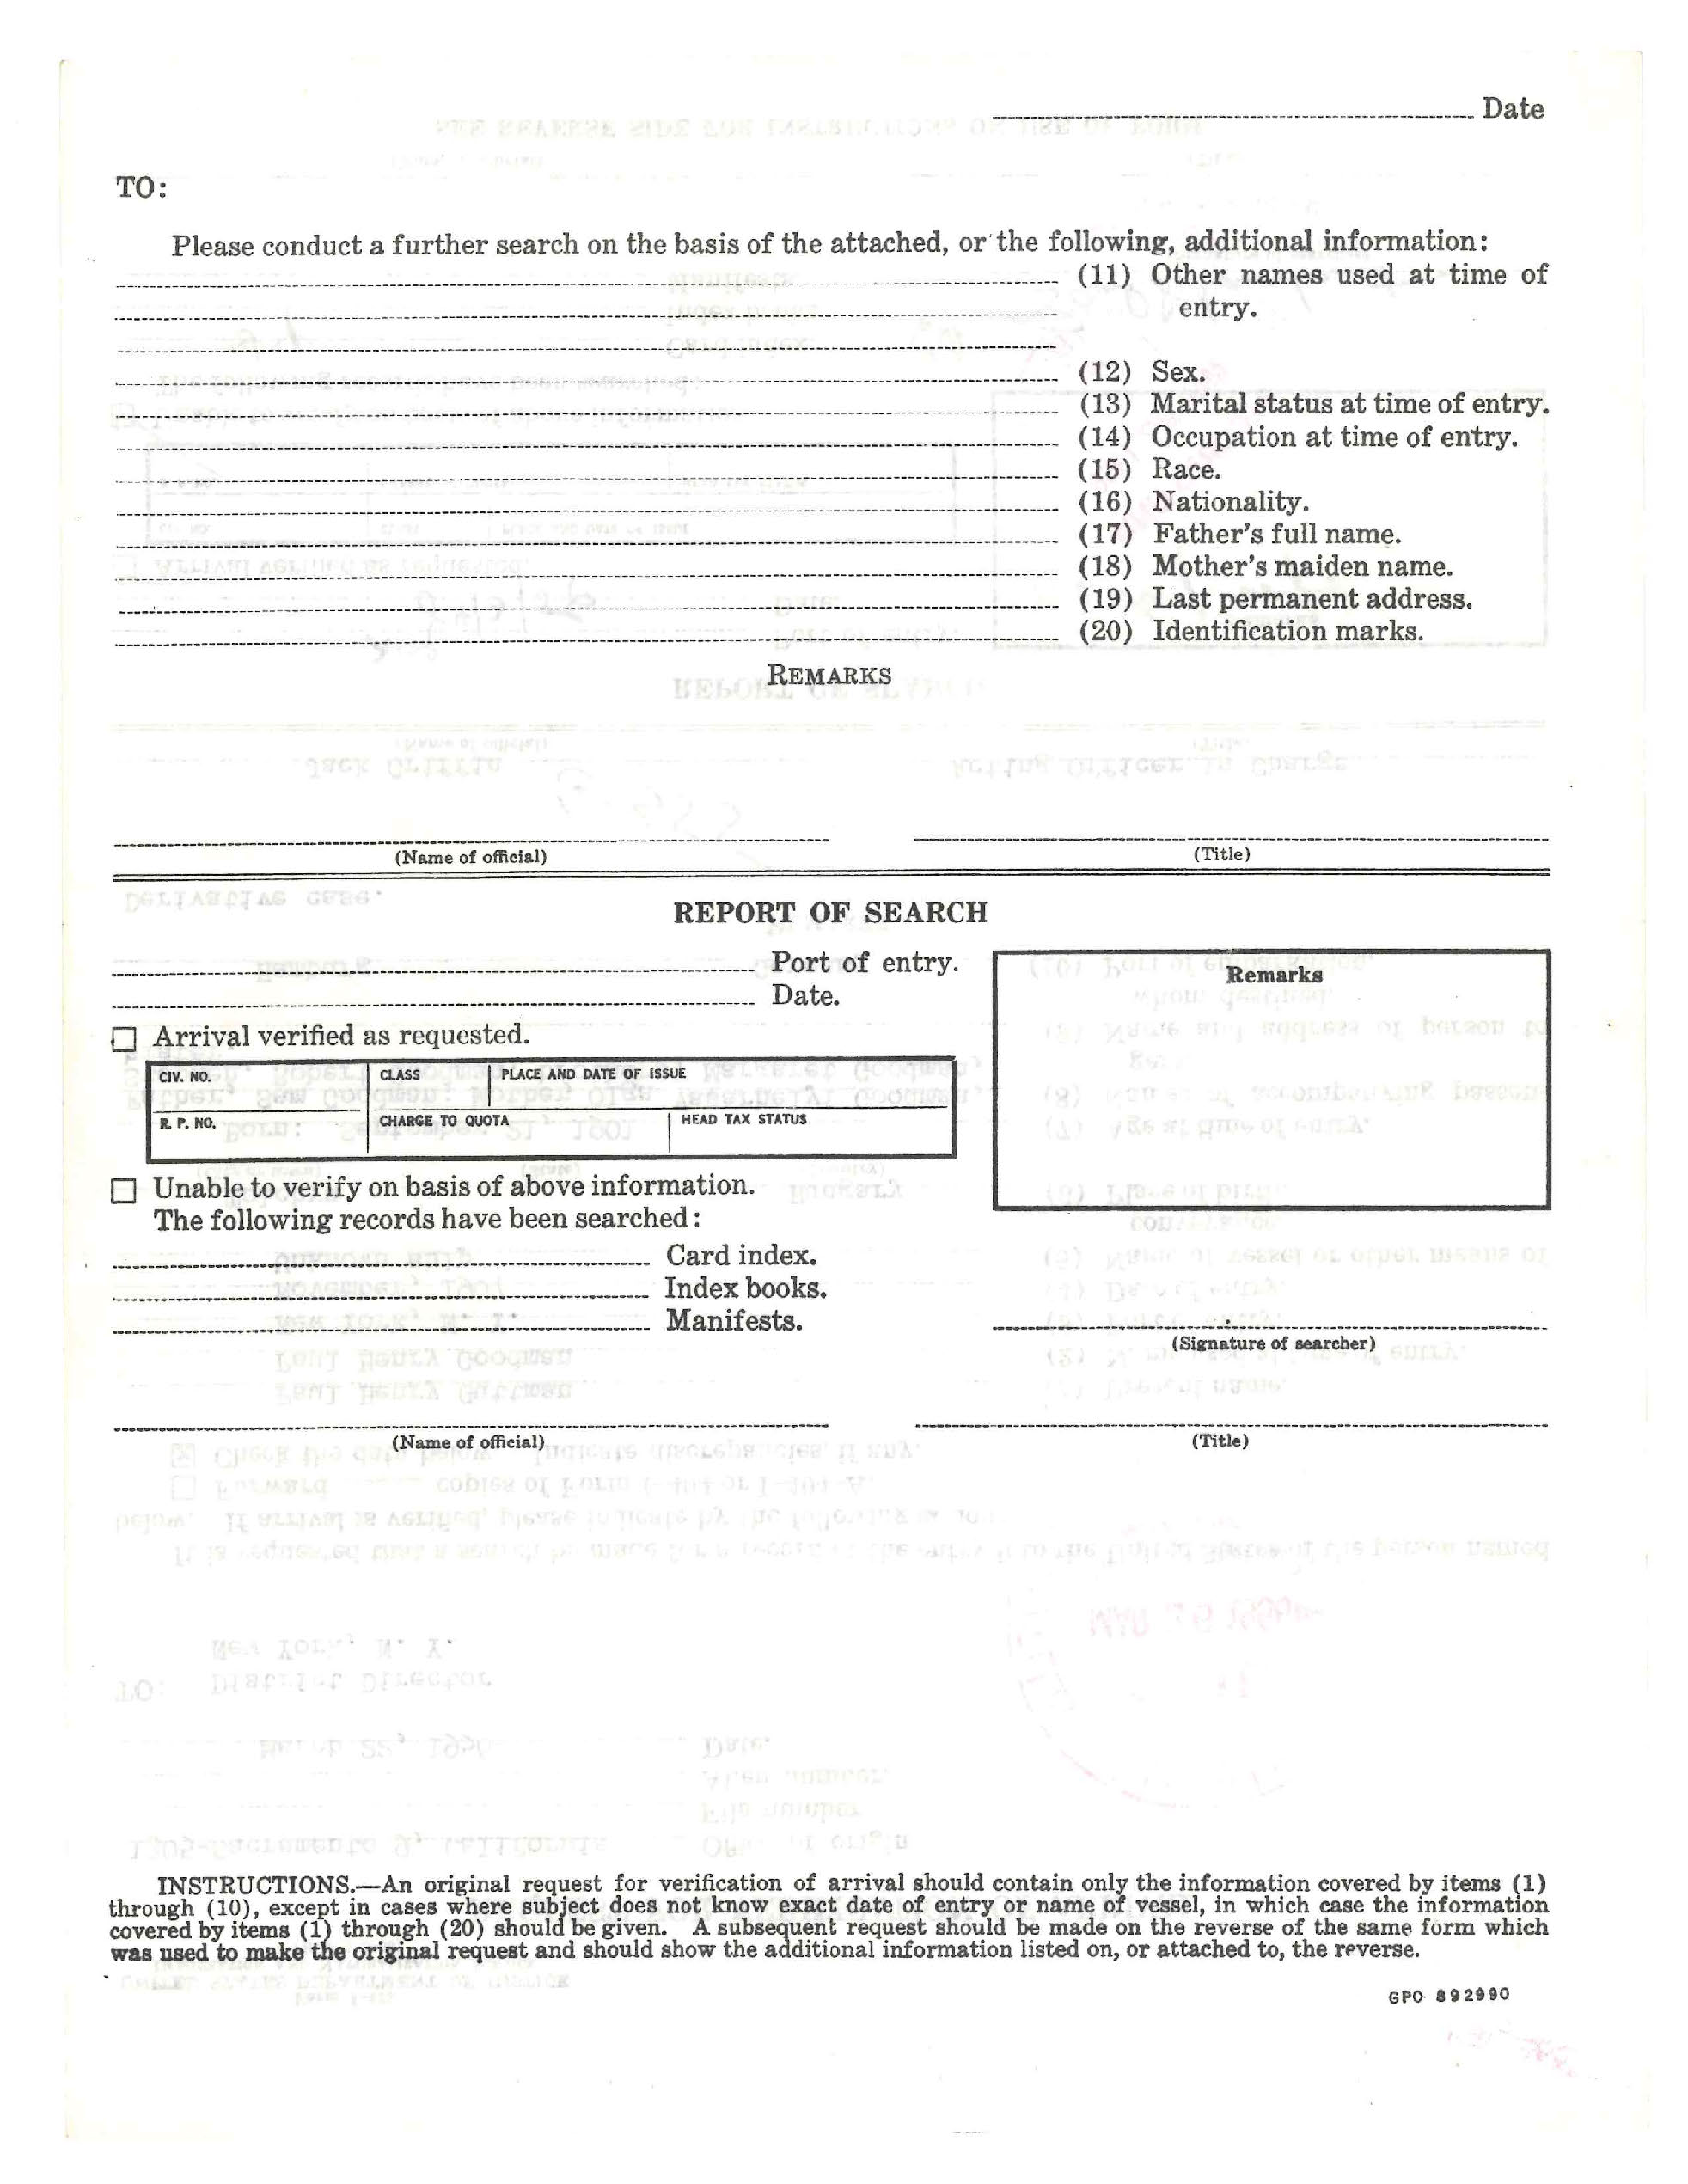 Date
TO:
Please conduct a further search on the basis of the attached, or the following, additional information:
(11) Other names used at time of
entry.
(12) Sex.
(13) Marital status at time of entry.
(14) Occupation at time of entry.
(15) Race.
(16) Nationality.
(17) Father's full name.
(18) Mother's maiden name.
(19) Last permanent address.
(20) Identification marks.
REMARKS
(Name of official) (Title)
REPORT OF SEARCH
Port of entry.
Date.
Remarks
☐ Arrival verified as requested.
CIV. NO. CLASS PLACE AND DATE OF ISSUE
R. P. NO. CHARGE TO QUOTA HEAD TAX STATUS
☐ Unable to verify on basis of above information.
The following records have been searched:
Card index.
Index books.
Manifests.
(Signature of searcher)
(Name of official) (Title)
INSTRUCTIONS.—An original request for verification of arrival should contain only the information covered by items (1)
through (10), except in cases where subject does not know exact date of entry or name of vessel, in which case the information
covered by items (1) through (20) should be given. A subsequent request should be made on the reverse of the same form which
was used to make the original request and should show the additional information listed on, or attached to, the reverse.
GPO 892990